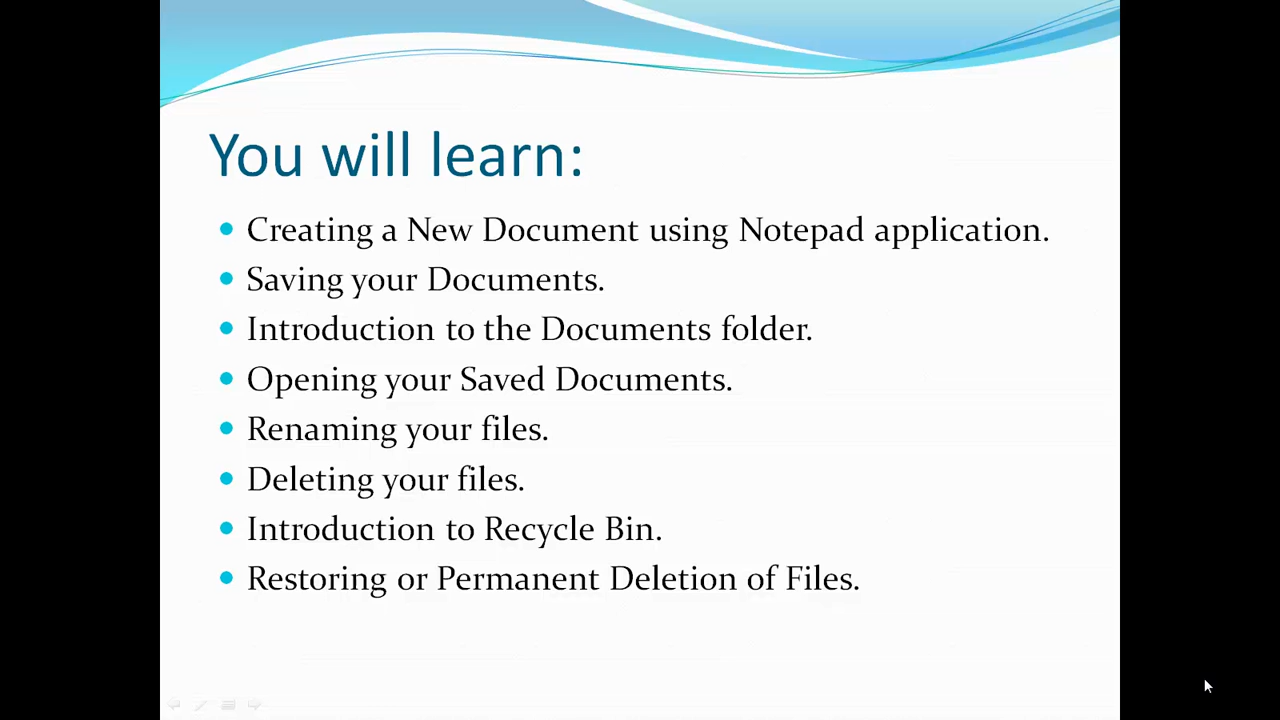 You will learn:
Creating a New Document using Notepad application.
Saving your Documents.
Introduction to the Documents folder.
Opening your Saved Documents.
Renaming your files.
Deleting your files.
Introduction to Recycle Bin.
Restoring or Permanent Deletion of Files.